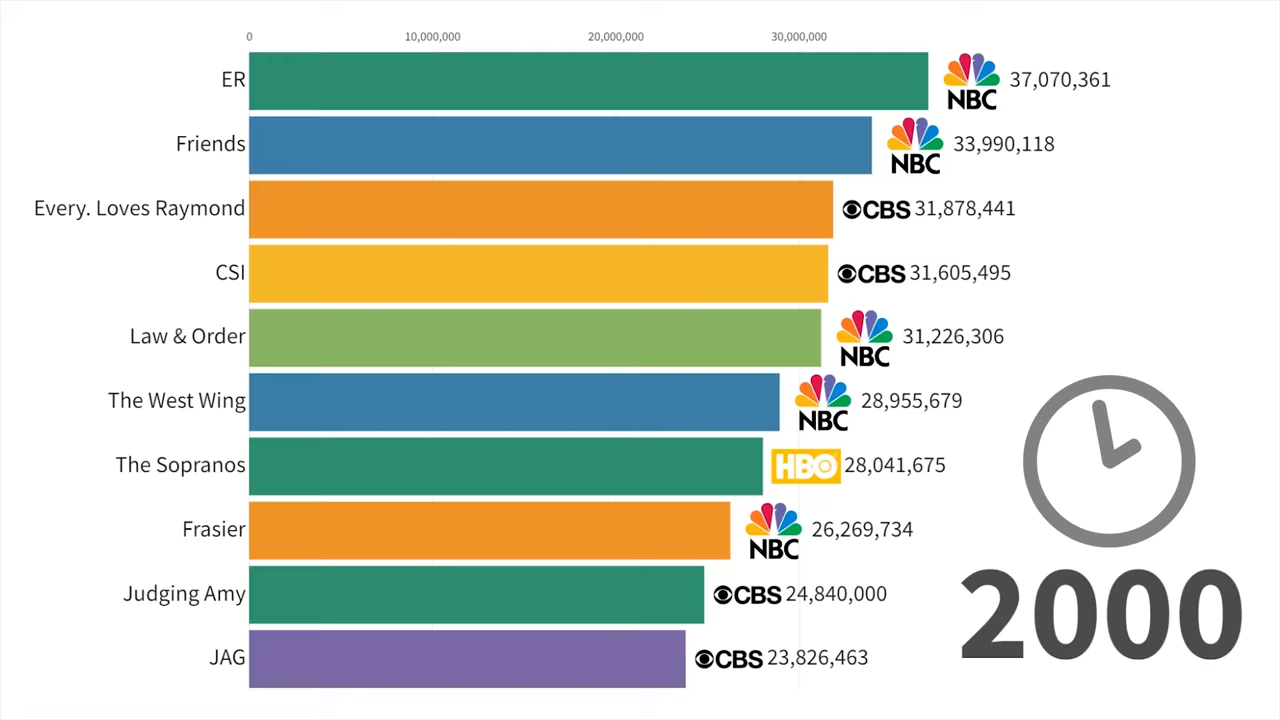 0 10,000,000 20,000,000 30,000,000
ER NBC 37,070,361
Friends NBC 33,990,118
Every. Loves Raymond CBS 31,878,441
CSI CBS 31,605,495
Law & Order NBC 31,226,306
The West Wing NBC 28,955,679
The Sopranos HBO 28,041,675
Frasier NBC 26,269,734
Judging Amy CBS 24,840,000
JAG CBS 23,826,463
2000